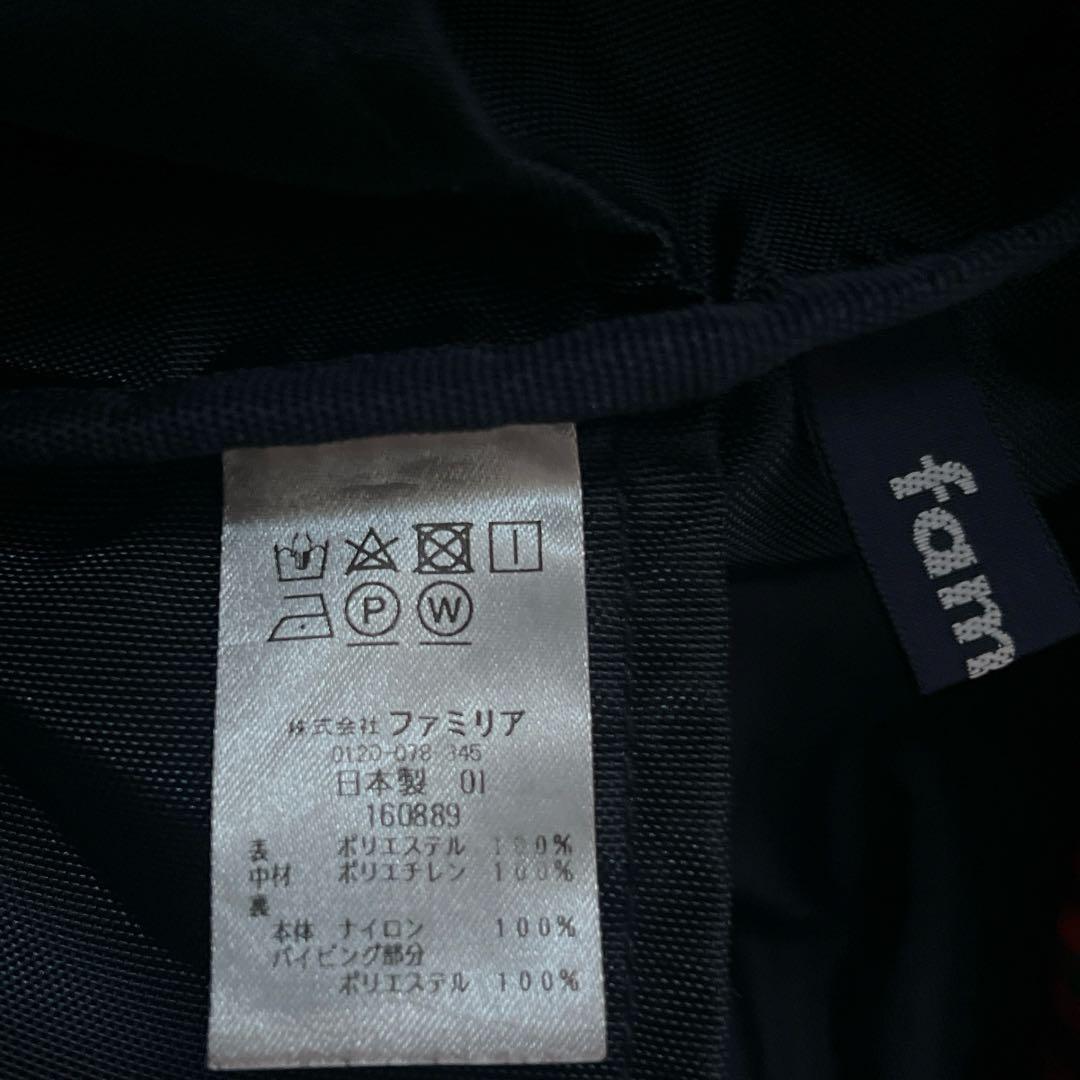 P W
株式会社 ファミリア
0120-078-345
日本製 01
160889
表 ポリエステル 100%
中材 ポリエチレン 100%
裏
本体 ナイロン 100%
パイピング部分
ポリエステル 100%
fam